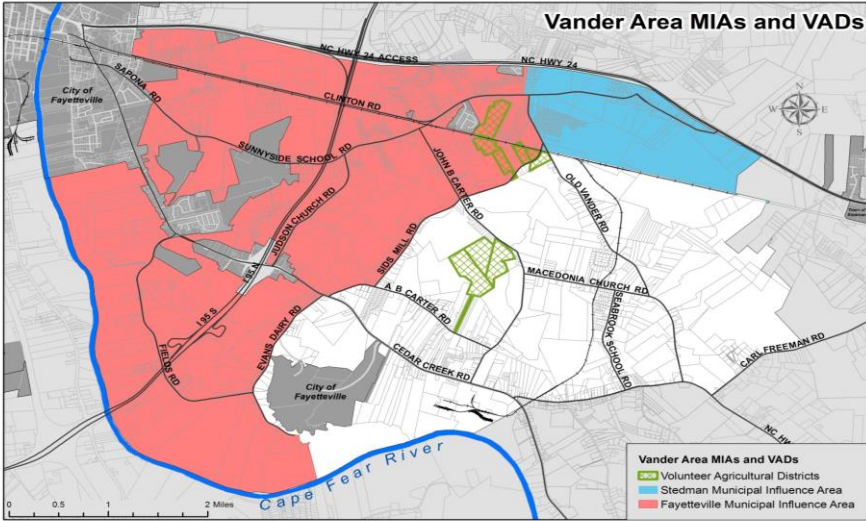 Vander Area MIAs and VADs
NC HWY 24 ACCESS
NC HWY 24
City of
Fayetteville
SAPONA RD
CLINTON RD
N
W
E
S
SUNNYSIDE SCHOOL RD
JOHN B CARTER RD
OLD VANDER RD
JUDSON CHURCH RD
SIDS MILL RD
I 95 N
MACEDONIA CHURCH RD
A B CARTER RD
I 95 S
EVANS DAIRY RD
FIELDS RD
SEABROOK SCHOOL RD
CARL FREEMAN RD
CEDAR CREEK RD
City of
Fayetteville
NC HW
Cape Fear River
0 0.5 1 2 Miles
Vander Area MIAs and VADs
Volunteer Agricultural Districts
Stedman Municipal Influence Area
Fayetteville Municipal Influence Area